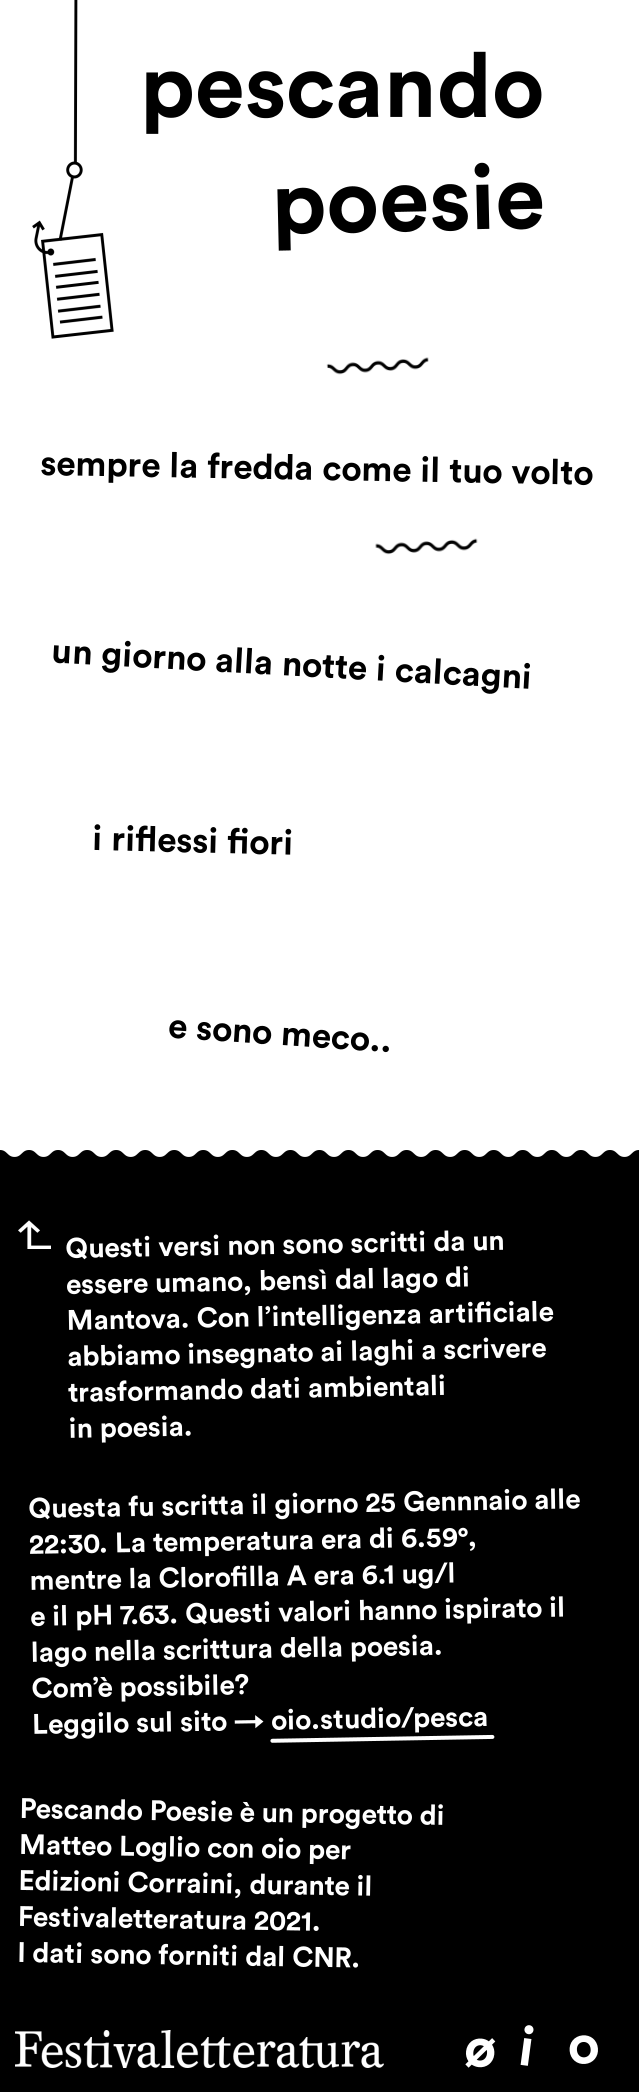 pescando
poesie
sempre la fredda come il tuo volto
un giorno alla notte i calcagni
i riflessi fiori
e sono meco..
Questi versi non sono scritti da un
essere umano, bensì dal lago di
Mantova. Con l'intelligenza artificiale
abbiamo insegnato ai laghi a scrivere
trasformando dati ambientali
in poesia.
Questa fu scritta il giorno 25 Gennnaio alle
22:30. La temperatura era di 6.59°,
mentre la Clorofilla A era 6.1 ug/l
e il pH 7.63. Questi valori hanno ispirato il
lago nella scrittura della poesia.
Com'è possibile?
Leggilo sul sito → oio.studio/pesca
Pescando Poesie è un progetto di
Matteo Loglio con oio per
Edizioni Corraini, durante il
Festivaletteratura 2021.
I dati sono forniti dal CNR.
Festivaletteratura øio